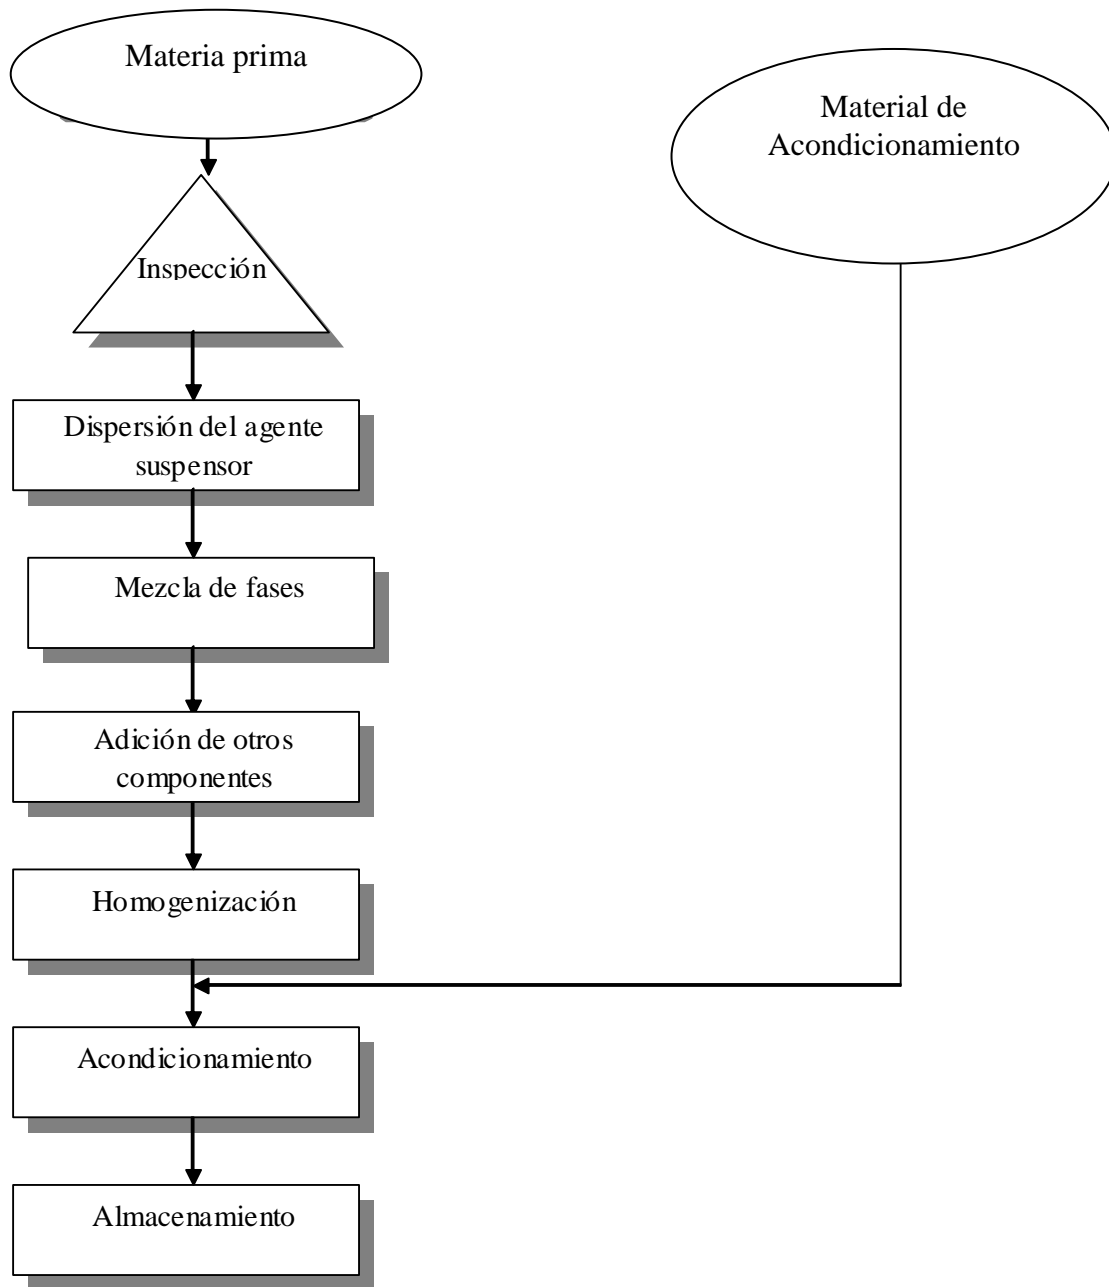 Materia prima
Material de
Acondicionamiento
Inspección
Dispersión del agente
suspensor
Mezcla de fases
Adición de otros
componentes
Homogenización
Acondicionamiento
Almacenamiento